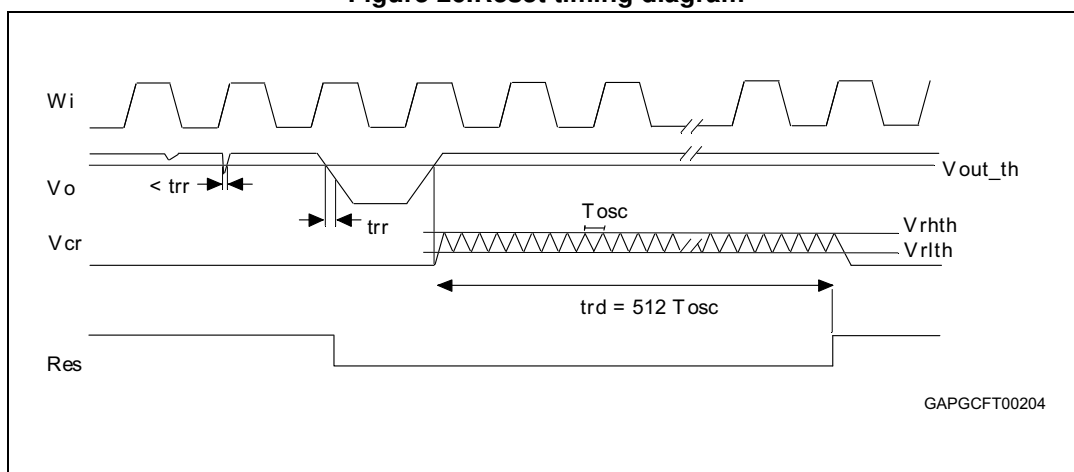 Wi
Vo
< trr
trr
Vout_th
Tosc
Vcr
Vrhth
Vrlth
trd = 512 Tosc
Res
GAPGCFT00204